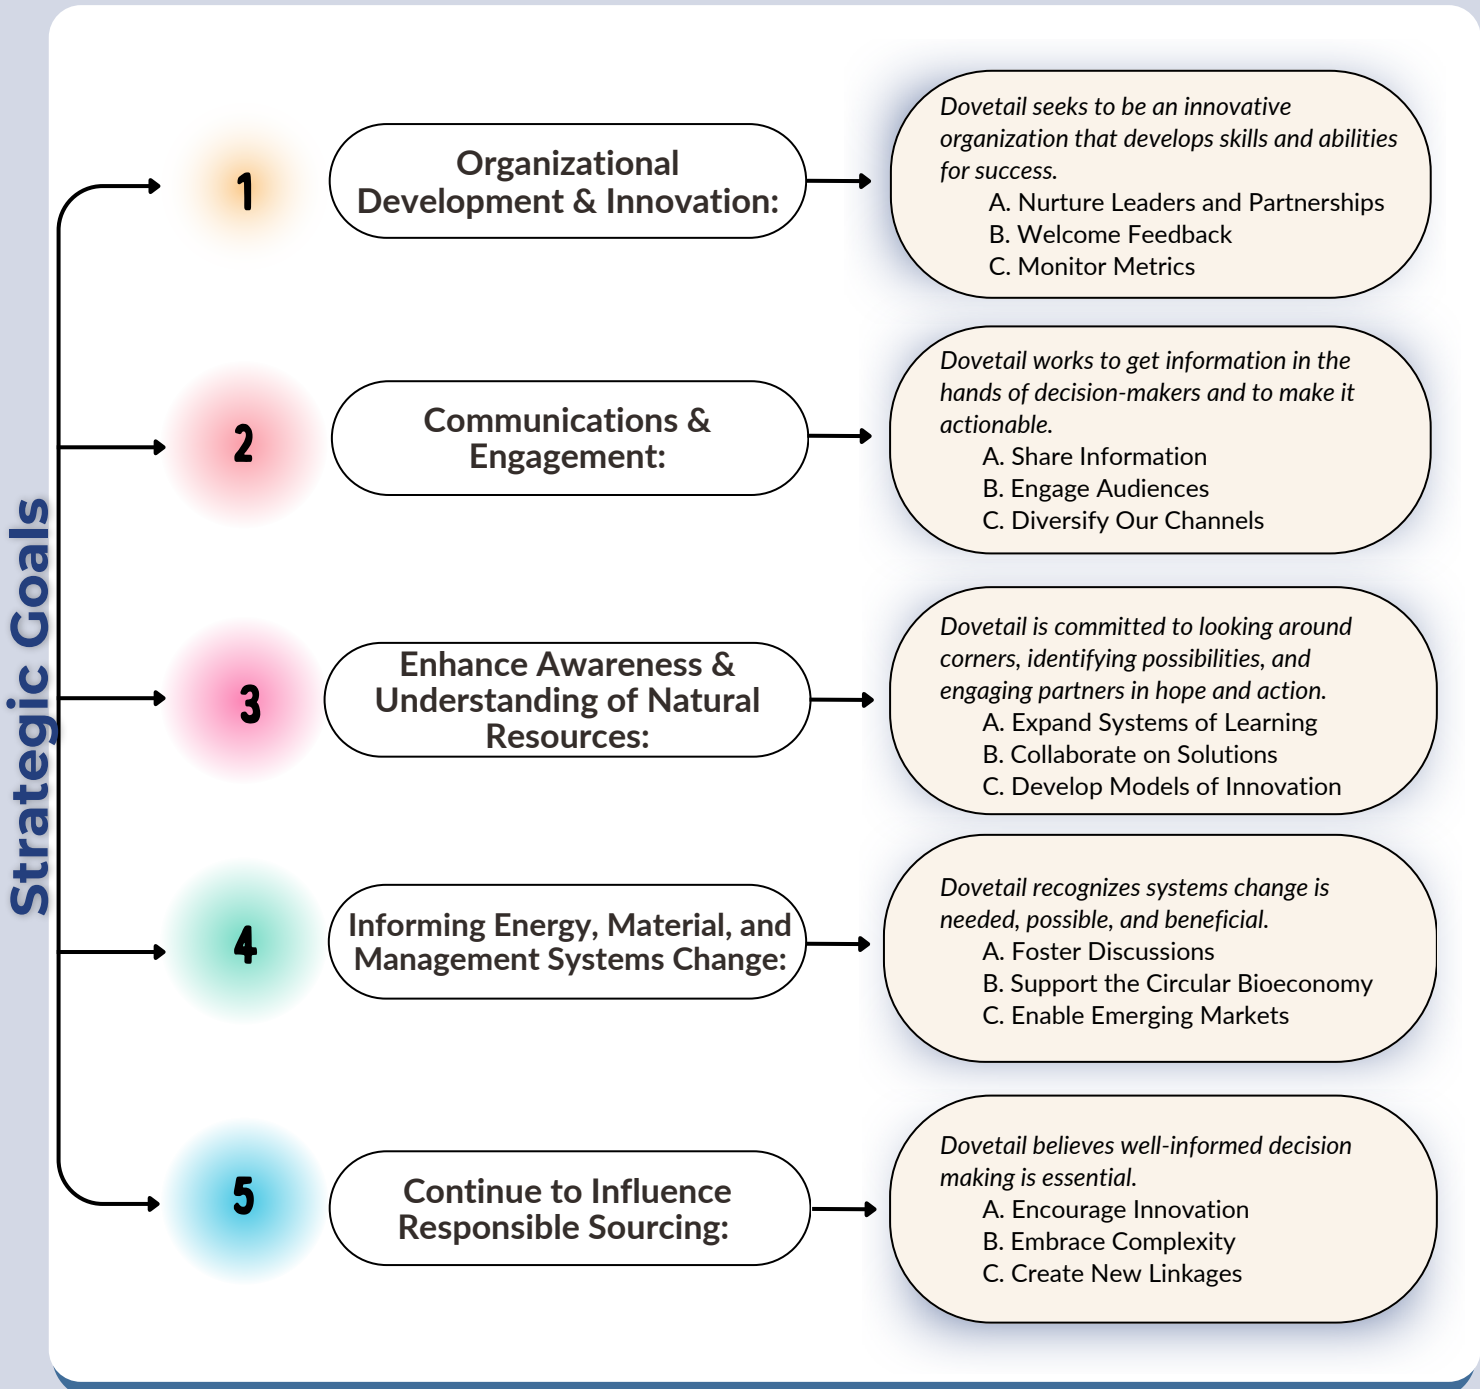 Strategic Goals
1
Organizational
Development & Innovation:
Dovetail seeks to be an innovative
organization that develops skills and abilities
for success.
A. Nurture Leaders and Partnerships
B. Welcome Feedback
C. Monitor Metrics
2
Communications &
Engagement:
Dovetail works to get information in the
hands of decision-makers and to make it
actionable.
A. Share Information
B. Engage Audiences
C. Diversify Our Channels
3
Enhance Awareness &
Understanding of Natural
Resources:
Dovetail is committed to looking around
corners, identifying possibilities, and
engaging partners in hope and action.
A. Expand Systems of Learning
B. Collaborate on Solutions
C. Develop Models of Innovation
4
Informing Energy, Material, and
Management Systems Change:
Dovetail recognizes systems change is
needed, possible, and beneficial.
A. Foster Discussions
B. Support the Circular Bioeconomy
C. Enable Emerging Markets
5
Continue to Influence
Responsible Sourcing:
Dovetail believes well-informed decision
making is essential.
A. Encourage Innovation
B. Embrace Complexity
C. Create New Linkages